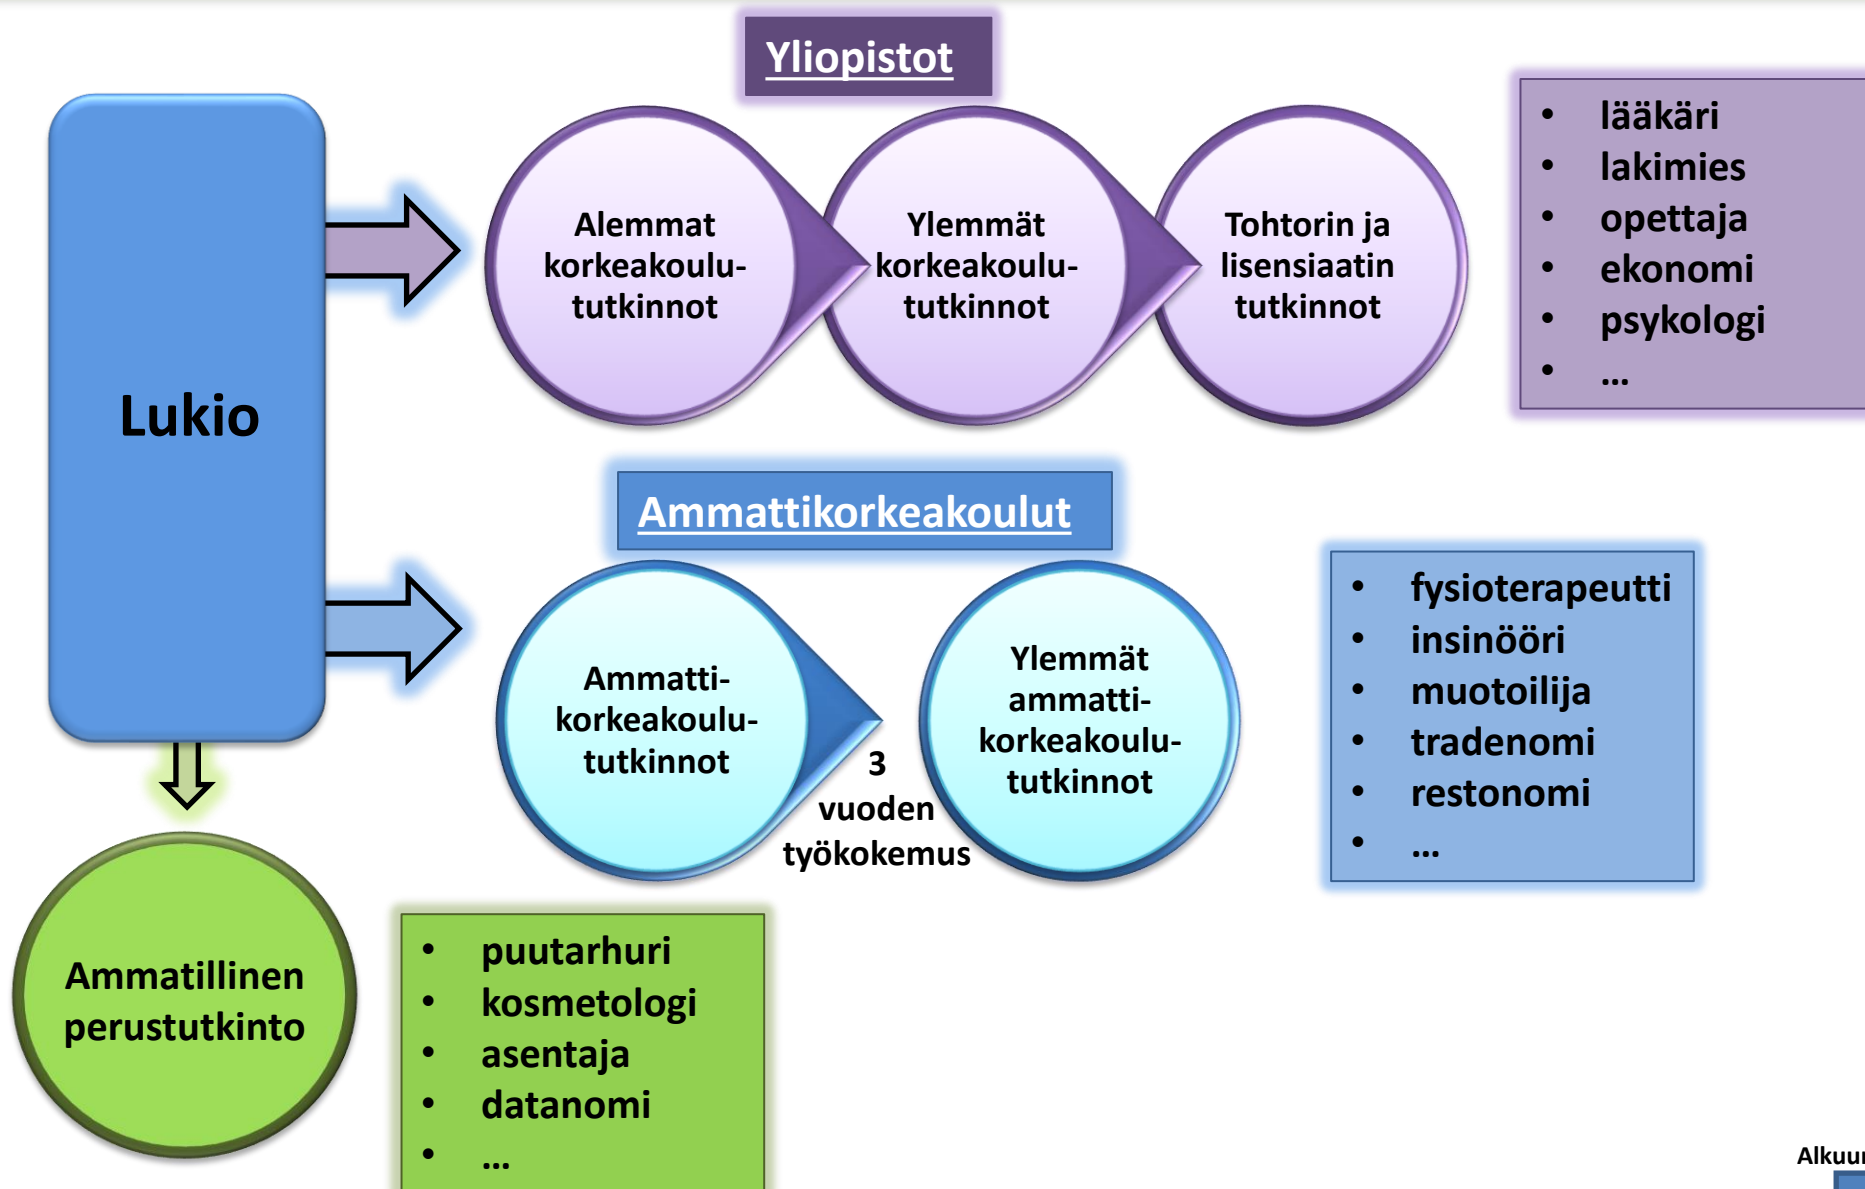 Yliopistot
Lukio
Alemmat
korkeakoulu-
tutkinnot
Ylemmät
korkeakoulu-
tutkinnot
Tohtorin ja
lisensiaatin
tutkinnot
• lääkäri
• lakimies
• opettaja
• ekonomi
• psykologi
• ...
Ammattikorkeakoulut
Ammatti-
korkeakoulu-
tutkinnot
3
vuoden
työkokemus
Ylemmät
ammatti-
korkeakoulu-
tutkinnot
• fysioterapeutti
• insinööri
• muotoilija
• tradenomi
• restonomi
• ...
Ammatillinen
perustutkinto
• puutarhuri
• kosmetologi
• asentaja
• datanomi
• ...